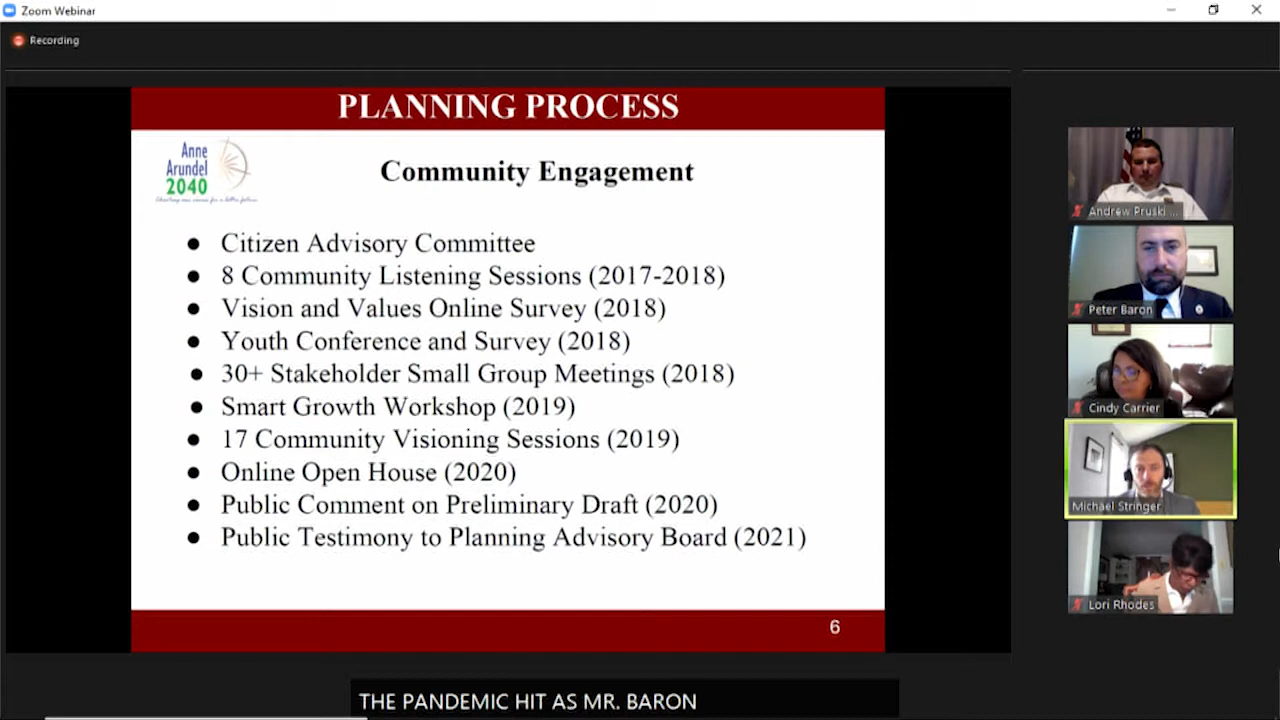 Zoom Webinar
Recording
PLANNING PROCESS
Anne
Arundel
2040
Community Engagement
● Citizen Advisory Committee
● 8 Community Listening Sessions (2017-2018)
● Vision and Values Online Survey (2018)
● Youth Conference and Survey (2018)
● 30+ Stakeholder Small Group Meetings (2018)
● Smart Growth Workshop (2019)
● 17 Community Visioning Sessions (2019)
● Online Open House (2020)
● Public Comment on Preliminary Draft (2020)
● Public Testimony to Planning Advisory Board (2021)
6
Andrew Pruski ...
Peter Baron
Cindy Carrier
Michael Stringer
Lori Rhodes
THE PANDEMIC HIT AS MR. BARON